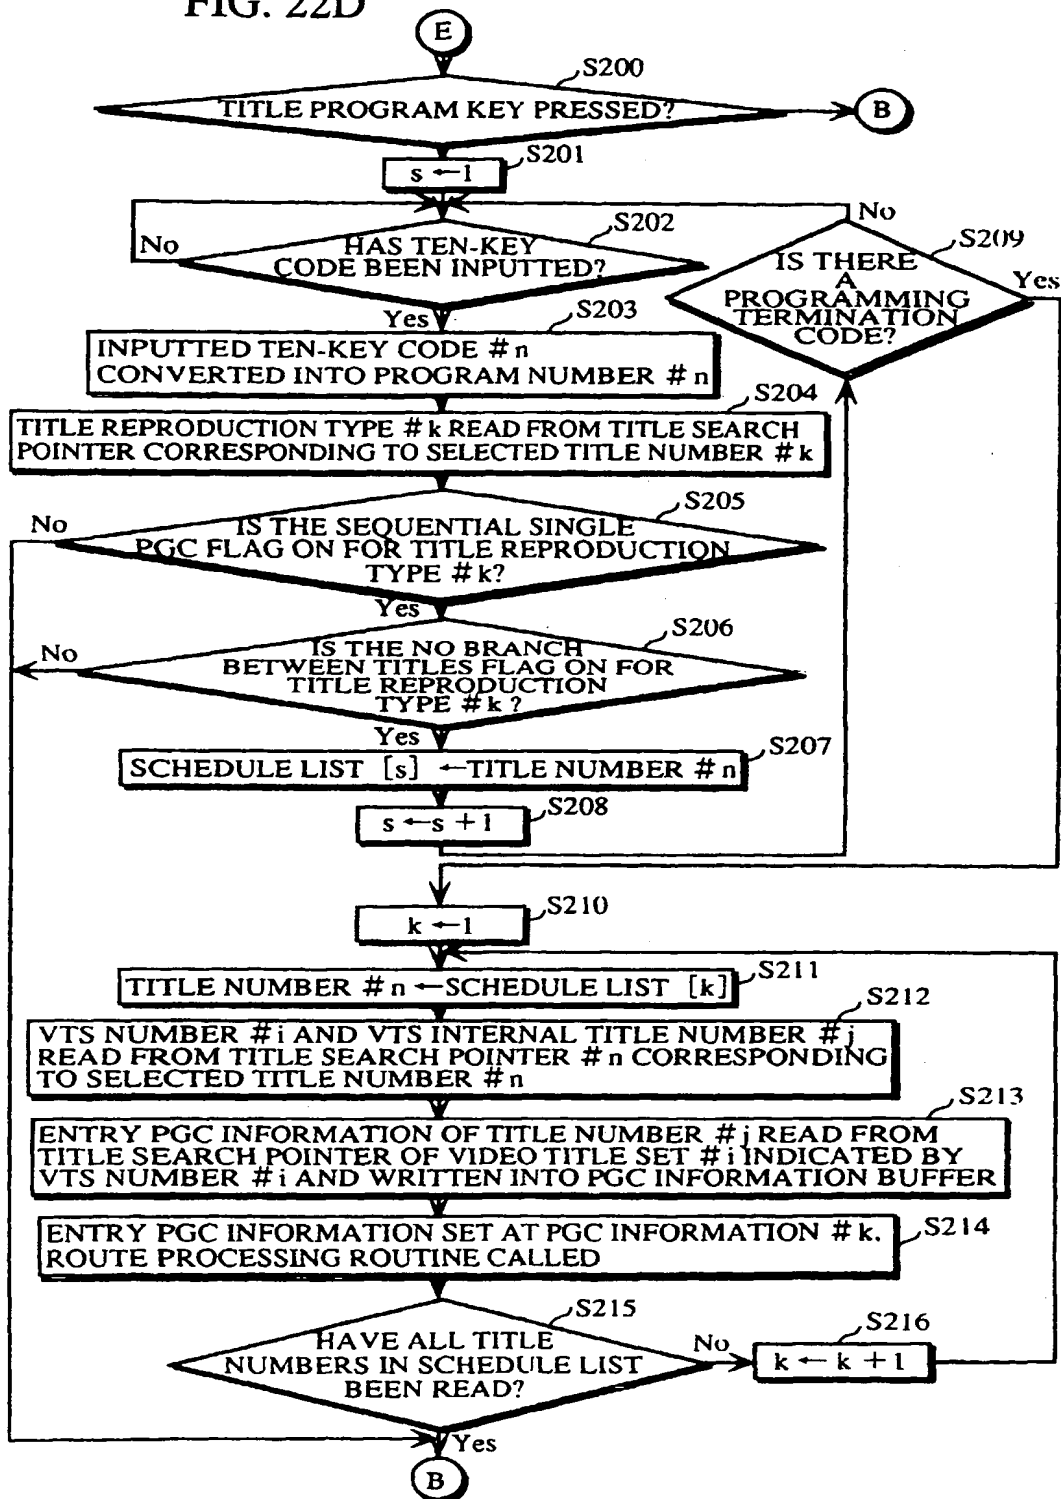 FIG. 22D
E
S200
TITLE PROGRAM KEY PRESSED?
B
S201
s ←1
S202
No
HAS TEN-KEY
CODE BEEN INPUTTED?
No
S209
IS THERE
A
PROGRAMMING
TERMINATION
CODE?
Yes
Yes
S203
INPUTTED TEN-KEY CODE #n
CONVERTED INTO PROGRAM NUMBER #n
S204
TITLE REPRODUCTION TYPE #k READ FROM TITLE SEARCH
POINTER CORRESPONDING TO SELECTED TITLE NUMBER #k
S205
No
IS THE SEQUENTIAL SINGLE
PGC FLAG ON FOR TITLE REPRODUCTION
TYPE #k?
Yes
S206
No
IS THE NO BRANCH
BETWEEN TITLES FLAG ON FOR
TITLE REPRODUCTION
TYPE #k?
Yes
S207
SCHEDULE LIST [s] ←TITLE NUMBER #n
S208
s ←s +1
S210
k ←1
S211
TITLE NUMBER #n ←SCHEDULE LIST [k]
S212
VTS NUMBER #i AND VTS INTERNAL TITLE NUMBER #j
READ FROM TITLE SEARCH POINTER #n CORRESPONDING
TO SELECTED TITLE NUMBER #n
S213
ENTRY PGC INFORMATION OF TITLE NUMBER #j READ FROM
TITLE SEARCH POINTER OF VIDEO TITLE SET #i INDICATED BY
VTS NUMBER #i AND WRITTEN INTO PGC INFORMATION BUFFER
S214
ENTRY PGC INFORMATION SET AT PGC INFORMATION #k.
ROUTE PROCESSING ROUTINE CALLED
S215
HAVE ALL TITLE
NUMBERS IN SCHEDULE LIST
BEEN READ?
No
S216
k ← k +1
Yes
B